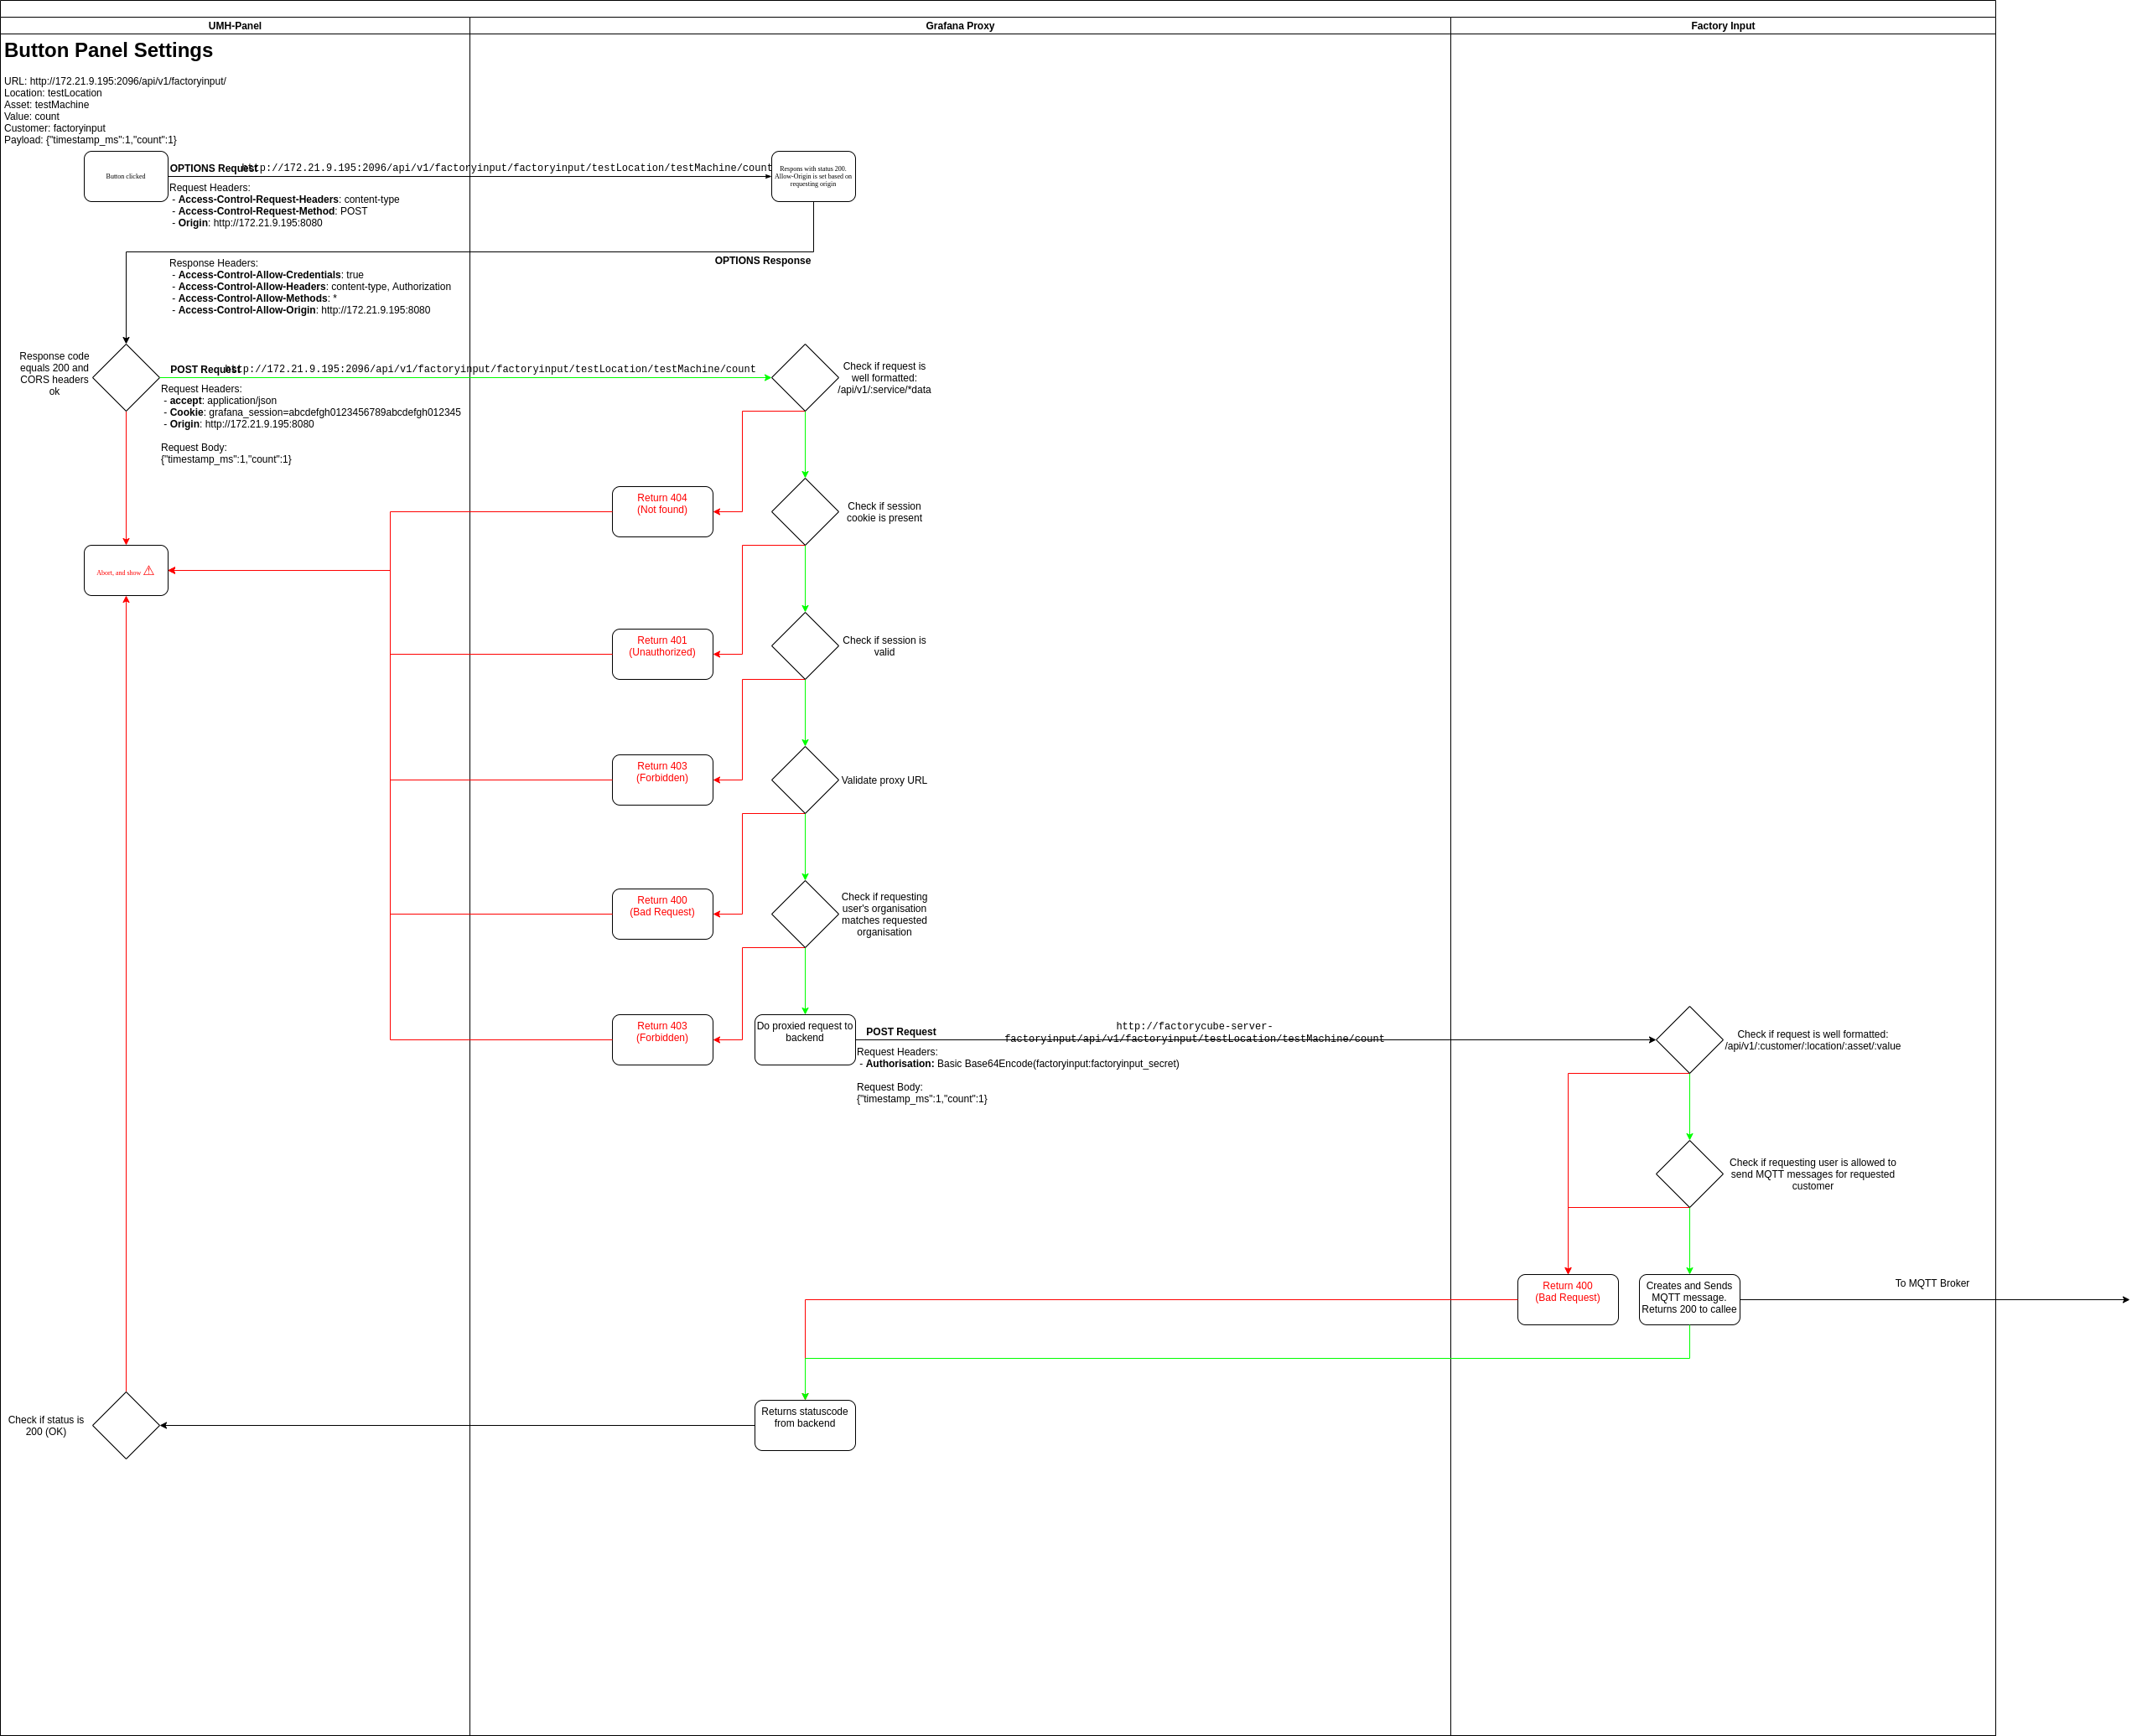 UMH-Panel
Grafana Proxy
Factory Input
Button Panel Settings
URL: http://172.21.9.195:2096/api/v1/factoryinput/
Location: testLocation
Asset: testMachine
Value: count
Customer: factoryinput
Payload: {"timestamp_ms":1,"count":1}
Button clicked
OPTIONS Request
http://172.21.9.195:2096/api/v1/factoryinput/factoryinput/testLocation/testMachine/count
Request Headers:
- Access-Control-Request-Headers: content-type
- Access-Control-Request-Method: POST
- Origin: http://172.21.9.195:8080
Respons with status 200.
Allow-Origin is set based on
requesting origin
OPTIONS Response
Response Headers:
- Access-Control-Allow-Credentials: true
- Access-Control-Allow-Headers: content-type, Authorization
- Access-Control-Allow-Methods: *
- Access-Control-Allow-Origin: http://172.21.9.195:8080
Response code
equals 200 and
CORS headers
ok
POST Request
http://172.21.9.195:2096/api/v1/factoryinput/factoryinput/testLocation/testMachine/count
Request Headers:
- accept: application/json
- Cookie: grafana_session=abcdefgh0123456789abcdefgh012345
- Origin: http://172.21.9.195:8080
Request Body:
{"timestamp_ms":1,"count":1}
Check if request is
well formatted:
/api/v1/:service/*data
Return 404
(Not found)
Check if session
cookie is present
Abort, and show ⚠
Return 401
(Unauthorized)
Check if session is
valid
Return 403
(Forbidden)
Validate proxy URL
Return 400
(Bad Request)
Check if requesting
user's organisation
matches requested
organisation
Return 403
(Forbidden)
Do proxied request to
backend
POST Request
http://factorycube-server-
factoryinput/api/v1/factoryinput/testLocation/testMachine/count
Request Headers:
- Authorisation: Basic Base64Encode(factoryinput:factoryinput_secret)
Request Body:
{"timestamp_ms":1,"count":1}
Check if request is well formatted:
/api/v1/:customer/:location/:asset/:value
Check if requesting user is allowed to
send MQTT messages for requested
customer
Return 400
(Bad Request)
Creates and Sends
MQTT message.
Returns 200 to callee
To MQTT Broker
Returns statuscode
from backend
Check if status is
200 (OK)